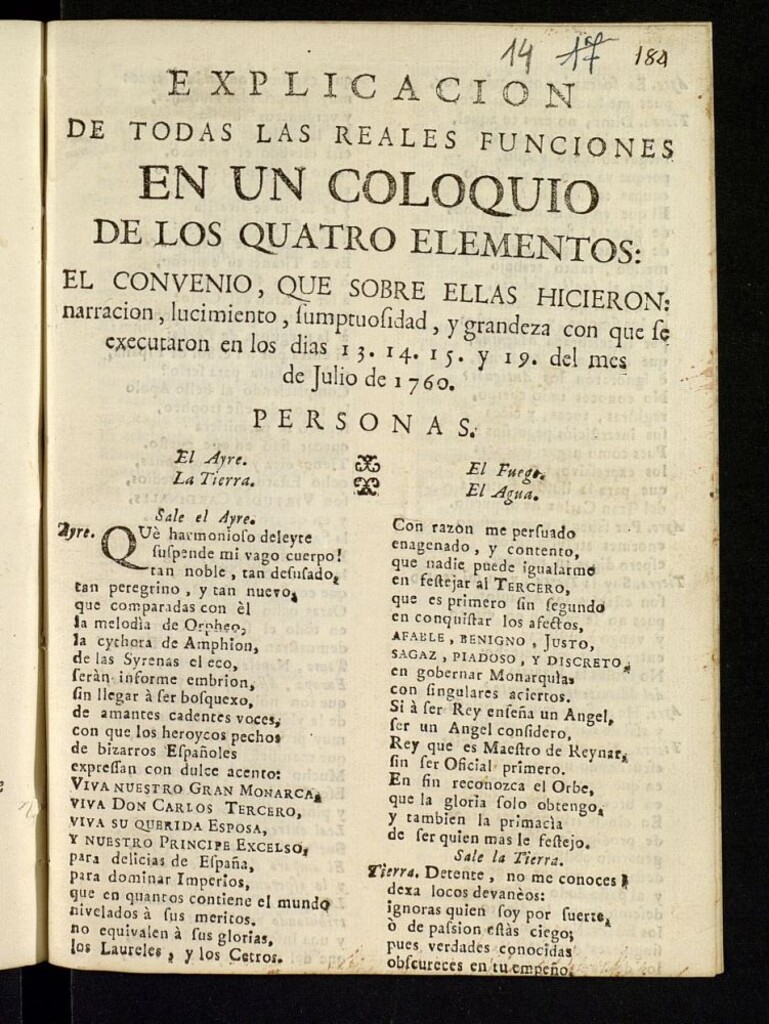 14 17 184
EXPLICACION
DE TODAS LAS REALES FUNCIONES
EN UN COLOQUIO
DE LOS QUATRO ELEMENTOS:
EL CONVENIO, QUE SOBRE ELLAS HICIERON:
narracion, lucimiento, ſumptuoſidad, y grandeza con que ſe
executaron en los dias 13. 14. 15. y 19. del mes
de Julio de 1760.
PERSONAS.
El Ayre.
La Tierra.
El Fuego.
El Agua.
Sale el Ayre.
Ayre. QUè harmonioſo deleyte
ſuſpende mi vago cuerpo!
tan noble, tan deſuſado,
tan peregrino, y tan nuevo,
que comparadas con èl
la melodia de Orpheo,
la cythora de Amphion,
de las Syrenas el eco,
ſeràn informe embrion,
ſin llegar à ſer boſquexo,
de amantes cadentes voces,
con que los heroycos pechos
de bizarros Eſpañoles
expreſſan con dulce acento:
VIVA NUESTRO GRAN MONARCA,
VIVA DON CARLOS TERCERO,
VIVA SU QUERIDA ESPOSA,
Y NUESTRO PRINCIPE EXCELSO,
para delicias de Eſpaña,
para dominar Imperios,
que en quantos contiene el mundo
nivelados à ſus meritos.
no equivalen à ſus glorias,
los Laureles, y los Cetros.
Con razon me perſuado
enagenado, y contento,
que nadie puede igualarme
en feſtejar al TERCERO,
que es primero ſin ſegundo
en conquiſtar los afectos,
AFABLE, BENIGNO, JUSTO,
SAGAZ, PIADOSO, Y DISCRETO,
en gobernar Monarquias
con ſingulares aciertos.
Si à ſer Rey enſeña un Angel,
ſer un Angel conſidero,
Rey que es Maeſtro de Reynar,
ſin ſer Oficial primero.
En fin reconozca el Orbe,
que la gloria ſolo obtengo,
y tambien la primacìa
de ſer quien mas le feſtejo.
Sale la Tierra.
Tierra. Detente, no me conoces?
dexa locos devanèos:
ignoras quien ſoy por ſuerte,
ò de paſsion eſtàs ciego;
pues verdades conocidas
obſcureces en tu empeño.